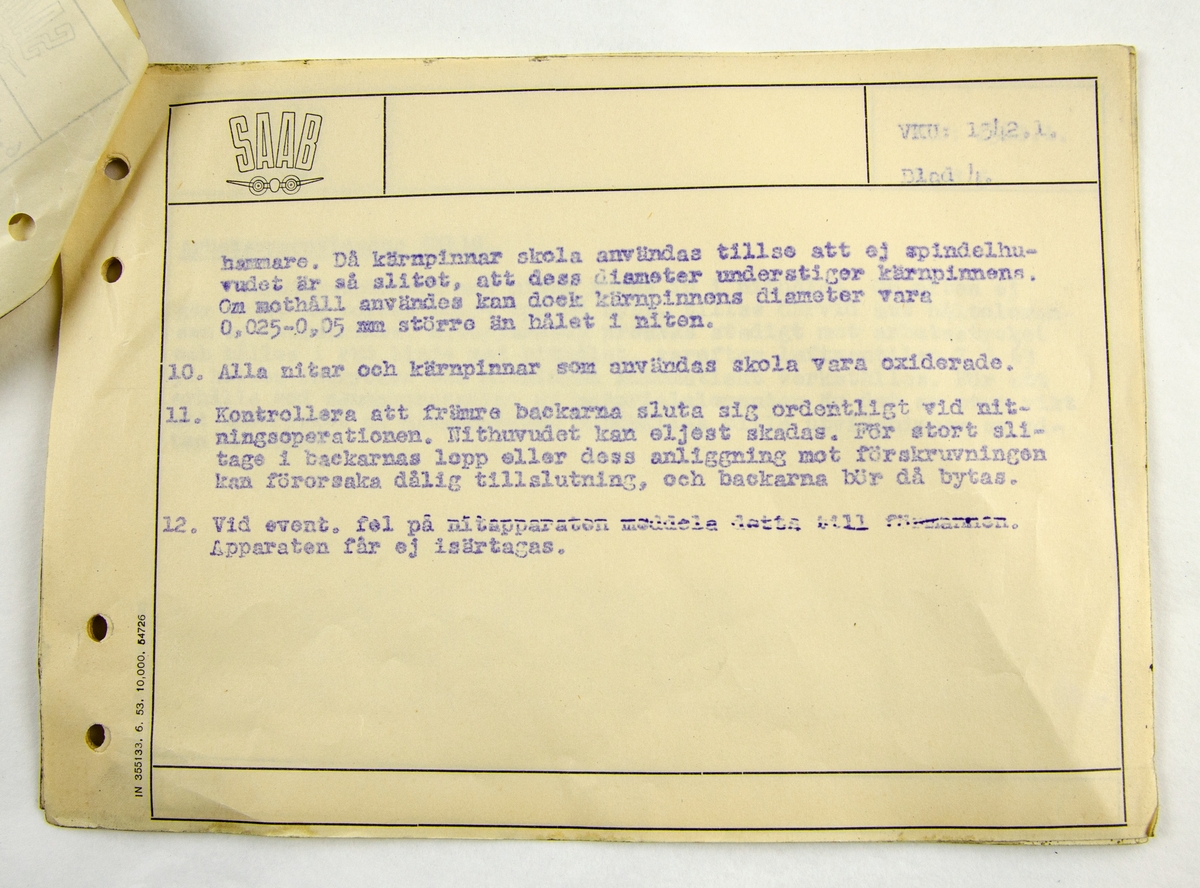 SAAB
VKU: 1342.1.
Blad 4.
hammare. Då kärnpinnar skola användas tillse att ej spindelhu-
vudet är så slitet, att dess diameter understiger kärnpinnens.
Om mothåll användes kan dock kärnpinnens diameter vara
0,025-0,05 mm större än hålet i niten.
10. Alla nitar och kärnpinnar som användas skola vara oxiderade.
11. Kontrollera att främre backarna sluta sig ordentligt vid nit-
ningsoperationen. Nithuvudet kan eljest skadas. För stort sli-
tage i backarnas lopp eller dess anliggning mot förskruvningen
kan förorsaka dålig tillslutning, och backarna bör då bytas.
12. Vid event. fel på nitapparaten meddela detta till förmannen.
Apparaten får ej isärtagas.
IN 355133. 6. 53. 10,000. 54726